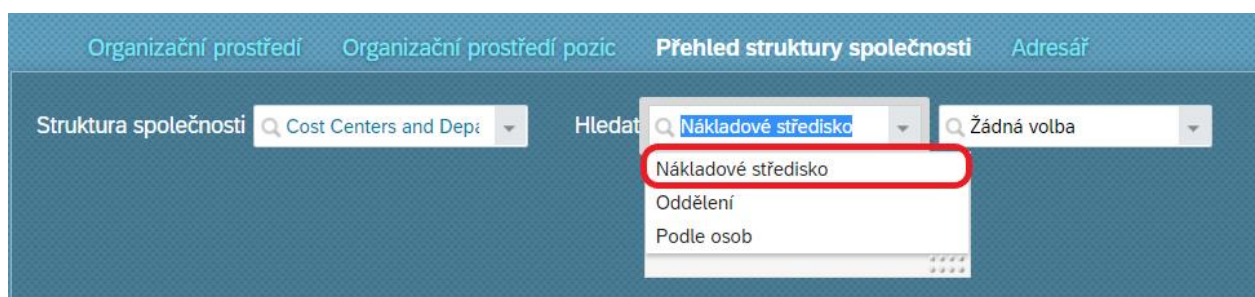 Organizační prostředí Organizační prostředí pozic Přehled struktury společnosti Adresář
Struktura společnosti Cost Centers and Depa Hledat Nákladové středisko Žádná volba
Nákladové středisko
Oddělení
Podle osob